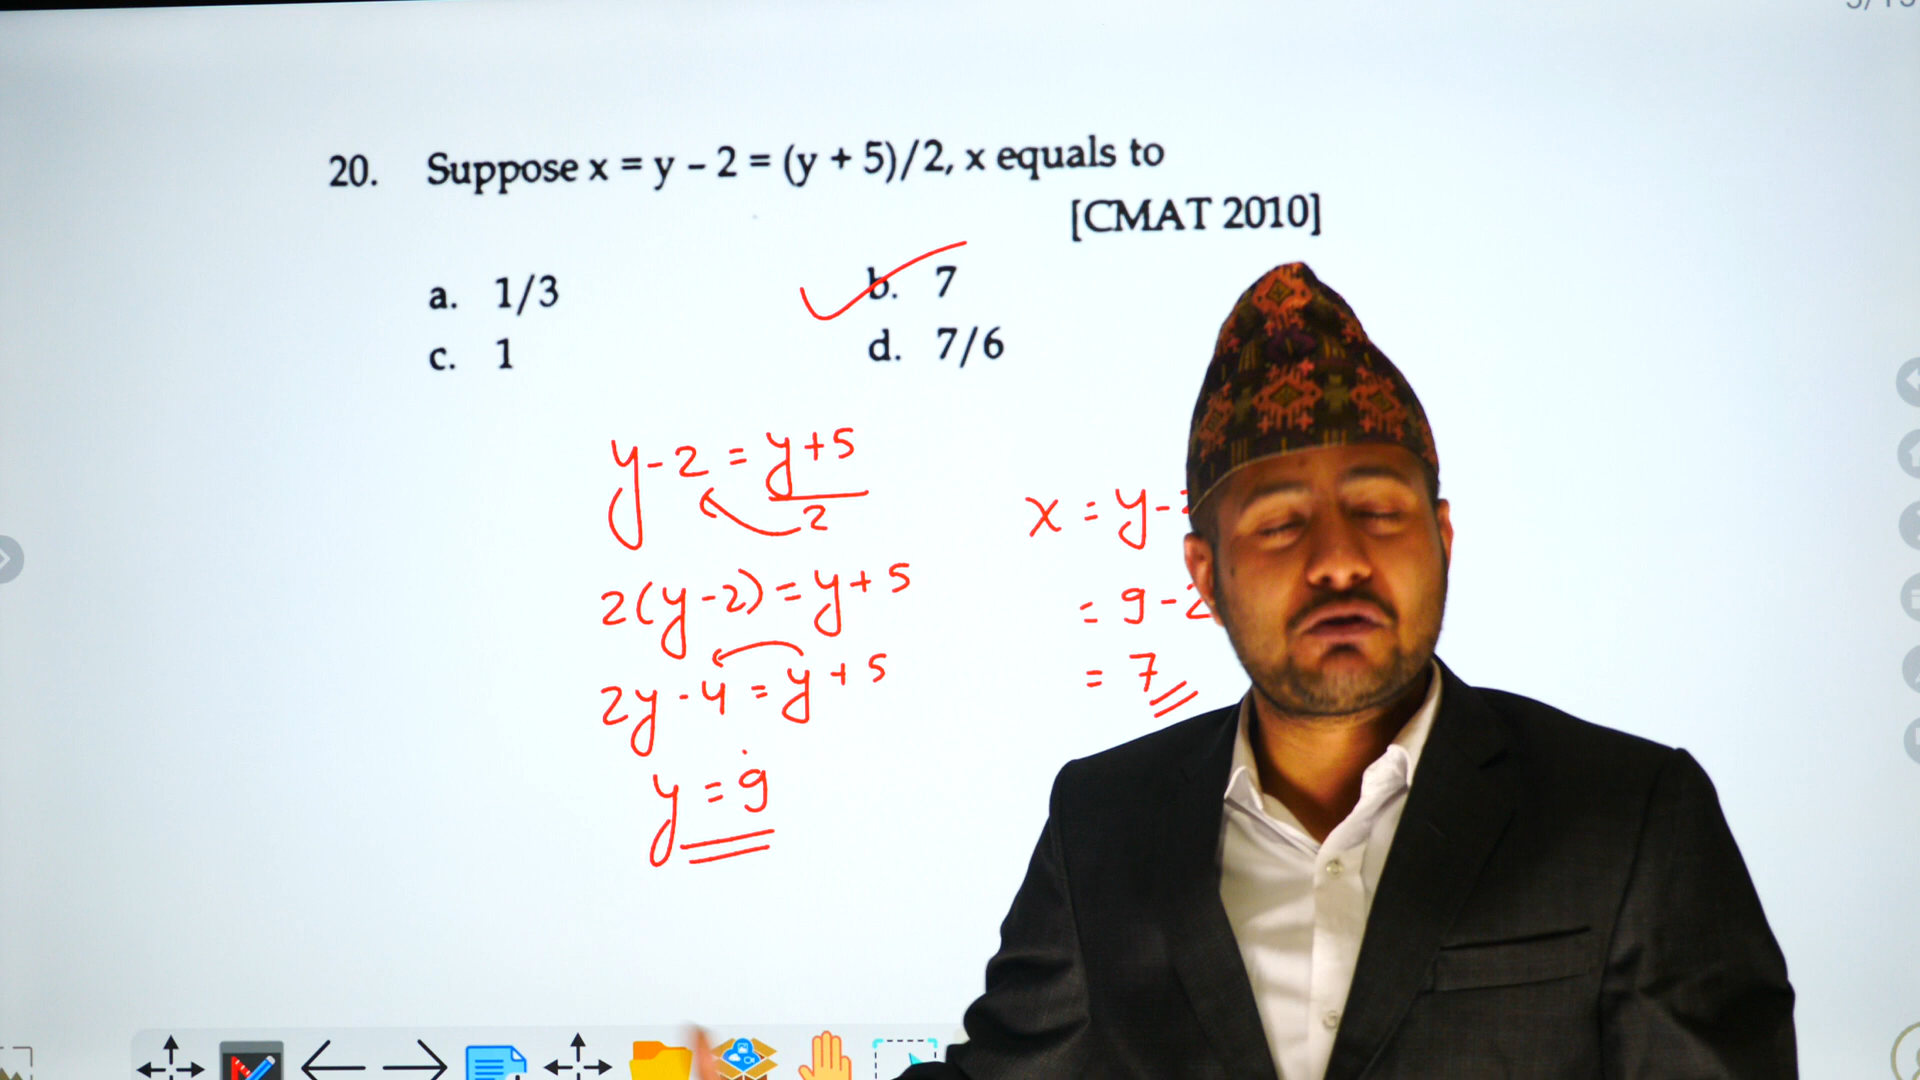 20. Suppose x = y – 2 = (y + 5)/2, x equals to
[CMAT 2010]
a. 1/3
b. 7
c. 1
d. 7/6
y-2 = y+5
2
2(y-2) = y+5
2y-4 = y+5
y = 9
x = y-
= 9-2
= 7